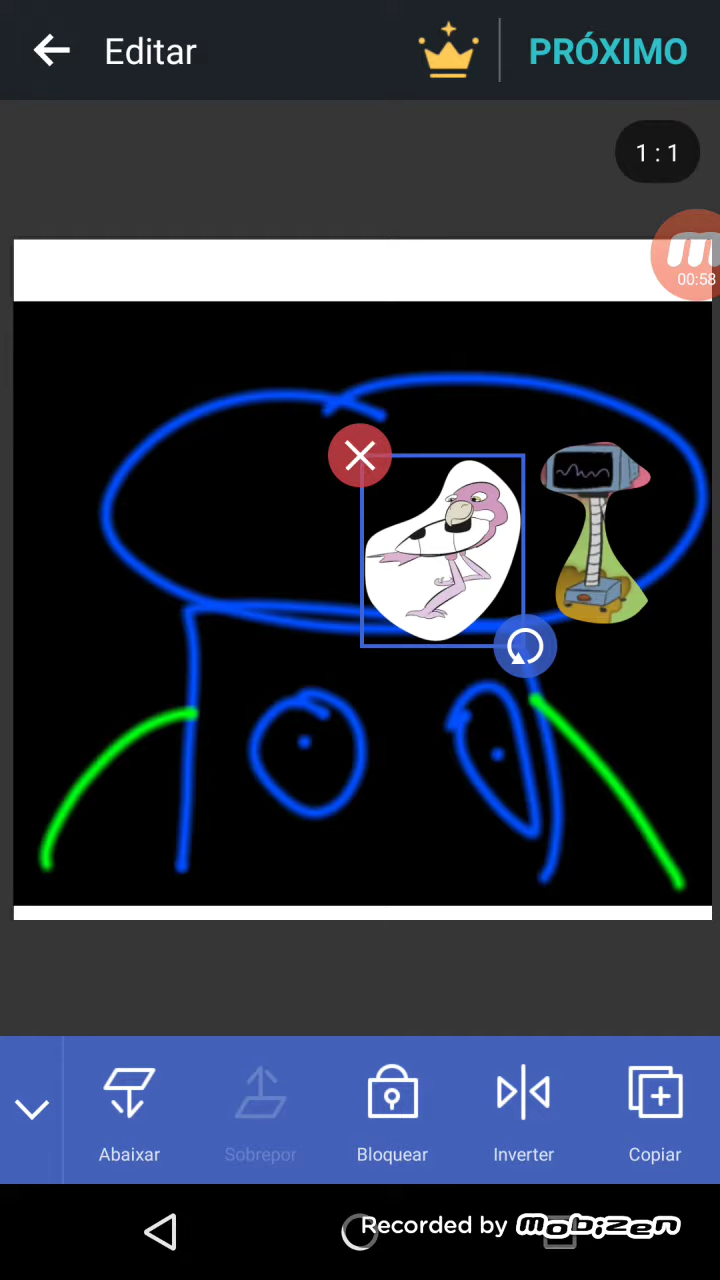 Editar
PRÓXIMO
1 : 1
00:58
Abaixar
Sobrepor
Bloquear
Inverter
Copiar
Recorded by mobizen